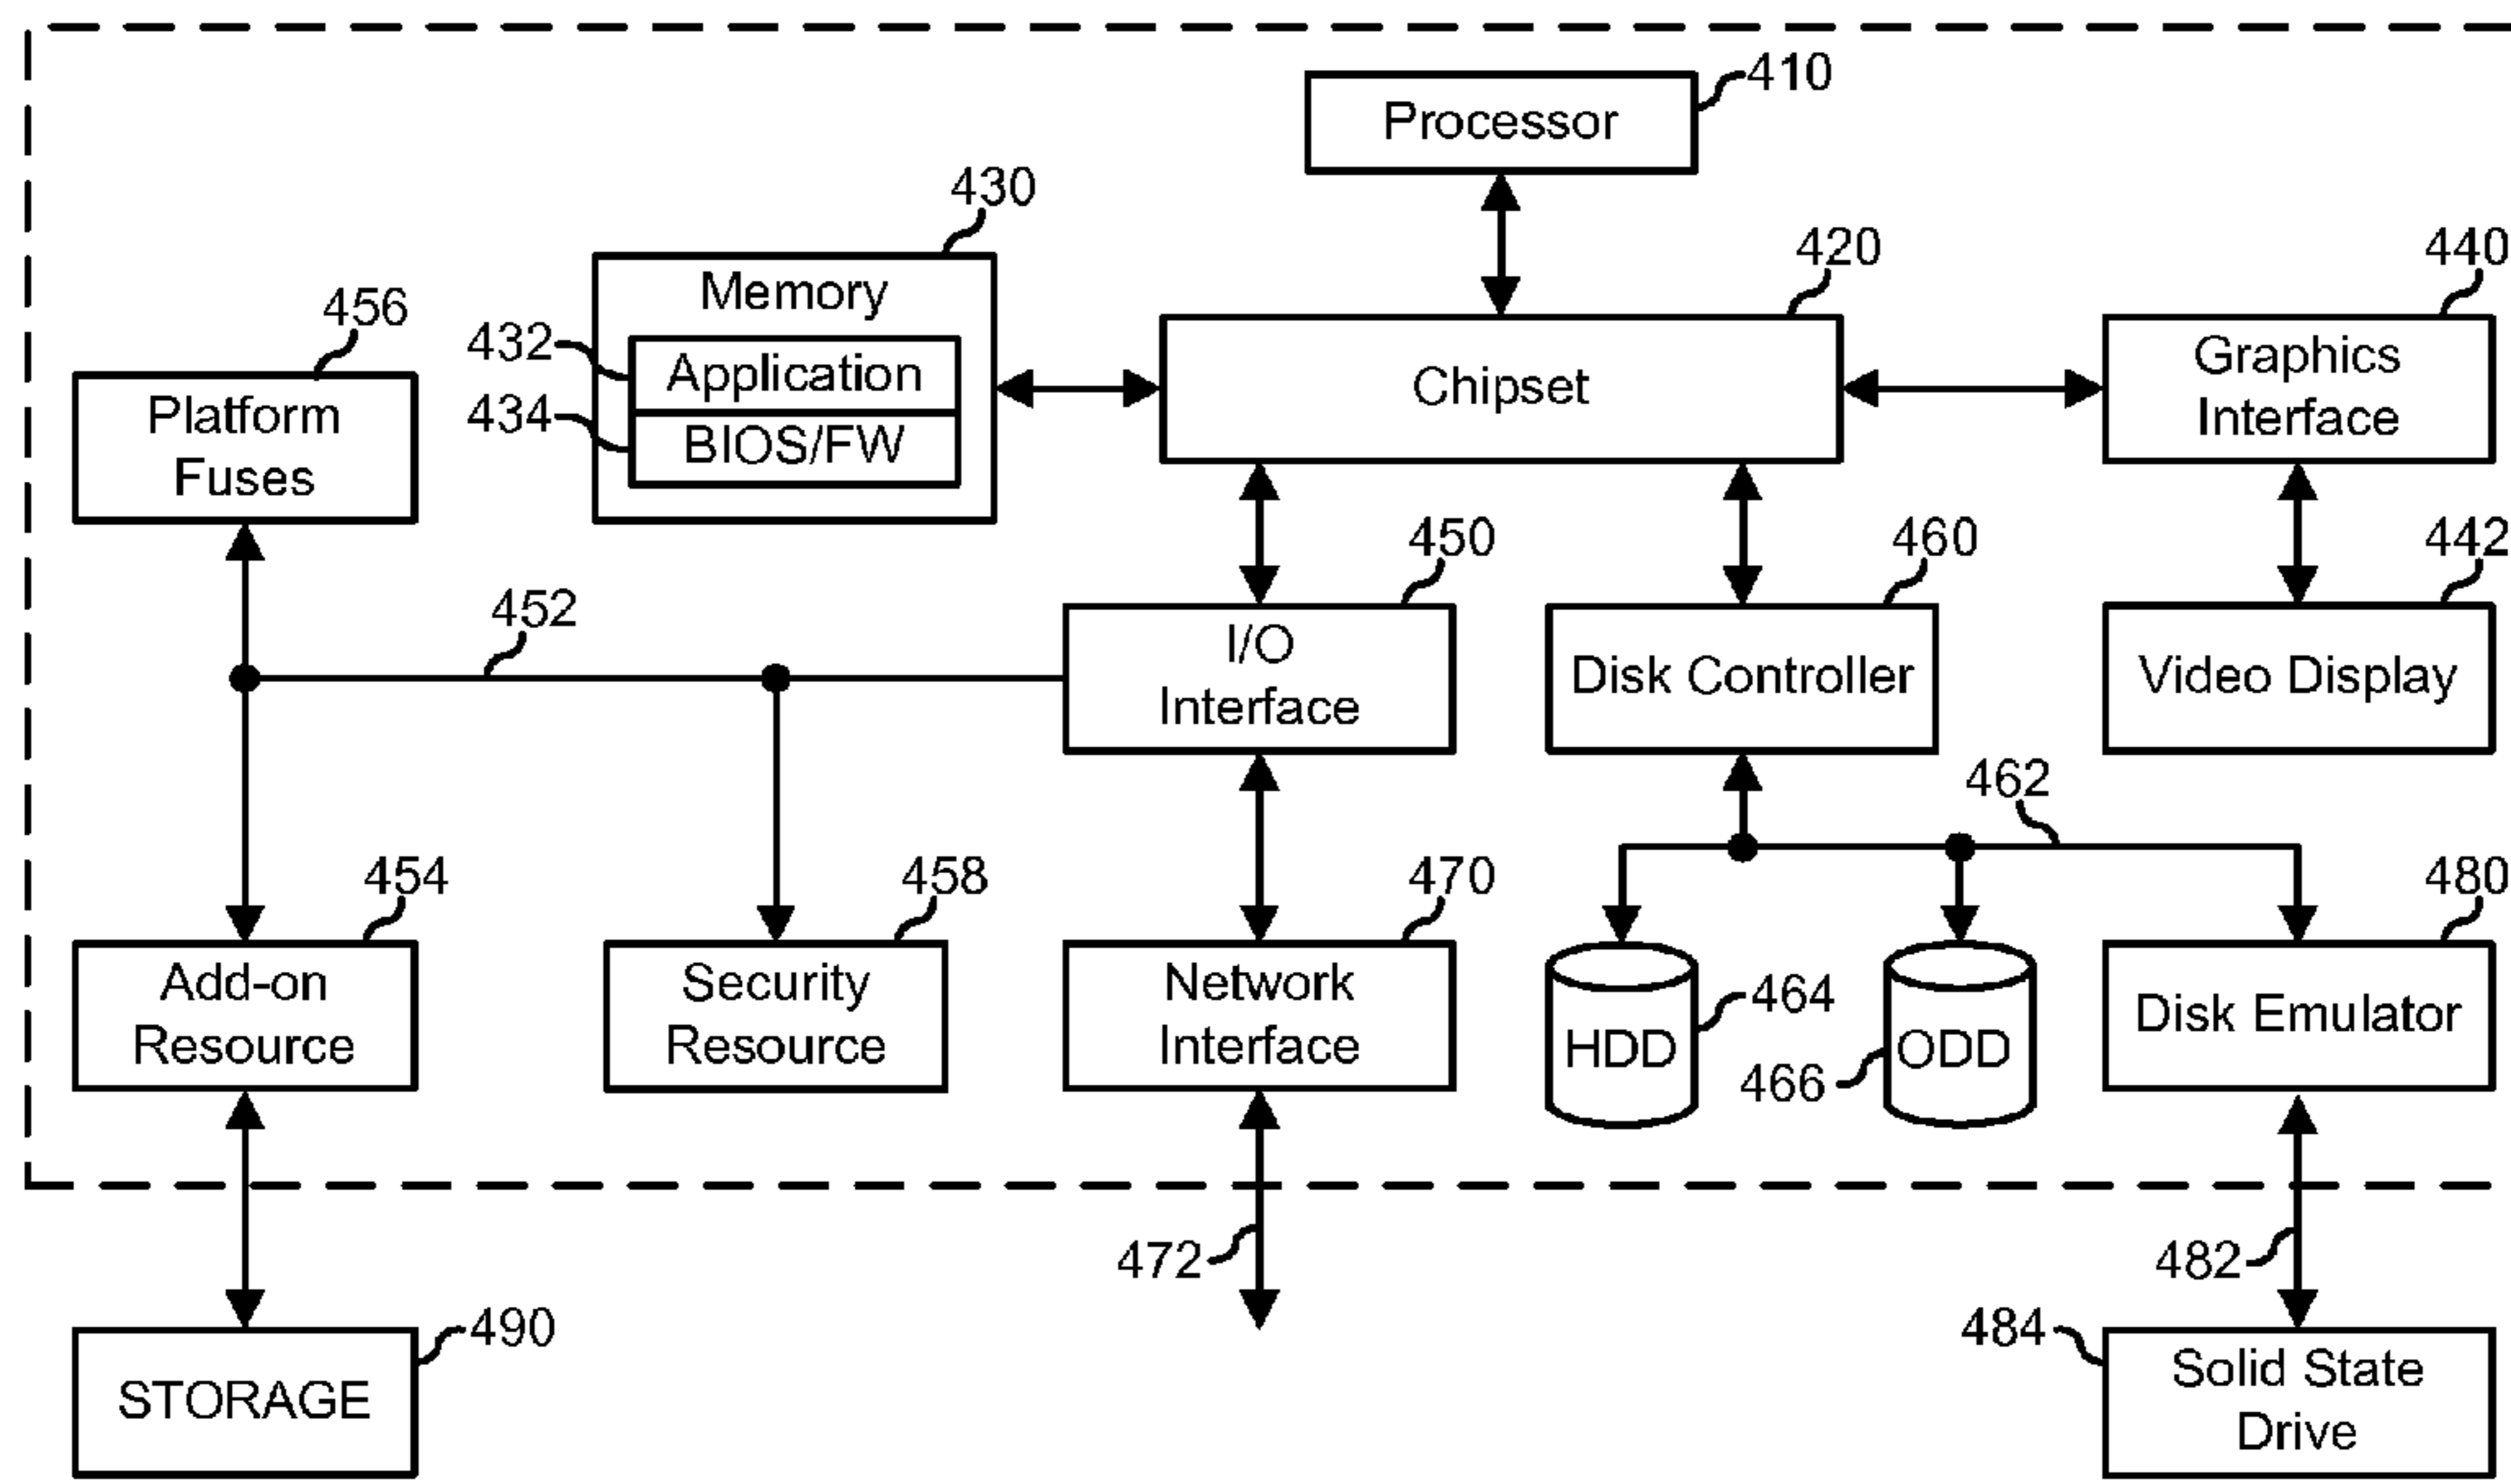 410
Processor
430
420
440
Memory
456
432
Application
Chipset
Graphics
Interface
434
BIOS/FW
Platform
Fuses
450
460
442
452
I/O
Interface
Disk Controller
Video Display
462
454
458
470
480
Add-on
Resource
Security
Resource
Network
Interface
HDD
464
466
ODD
Disk Emulator
472
482
490
484
STORAGE
Solid State
Drive